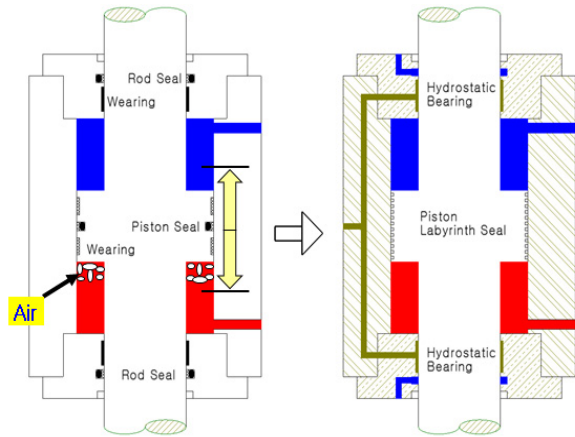 Rod Seal
Wearing
Piston Seal
Wearing
Air
Rod Seal
Hydrostatic
Bearing
Piston
Labyrinth Seal
Hydrostatic
Bearing